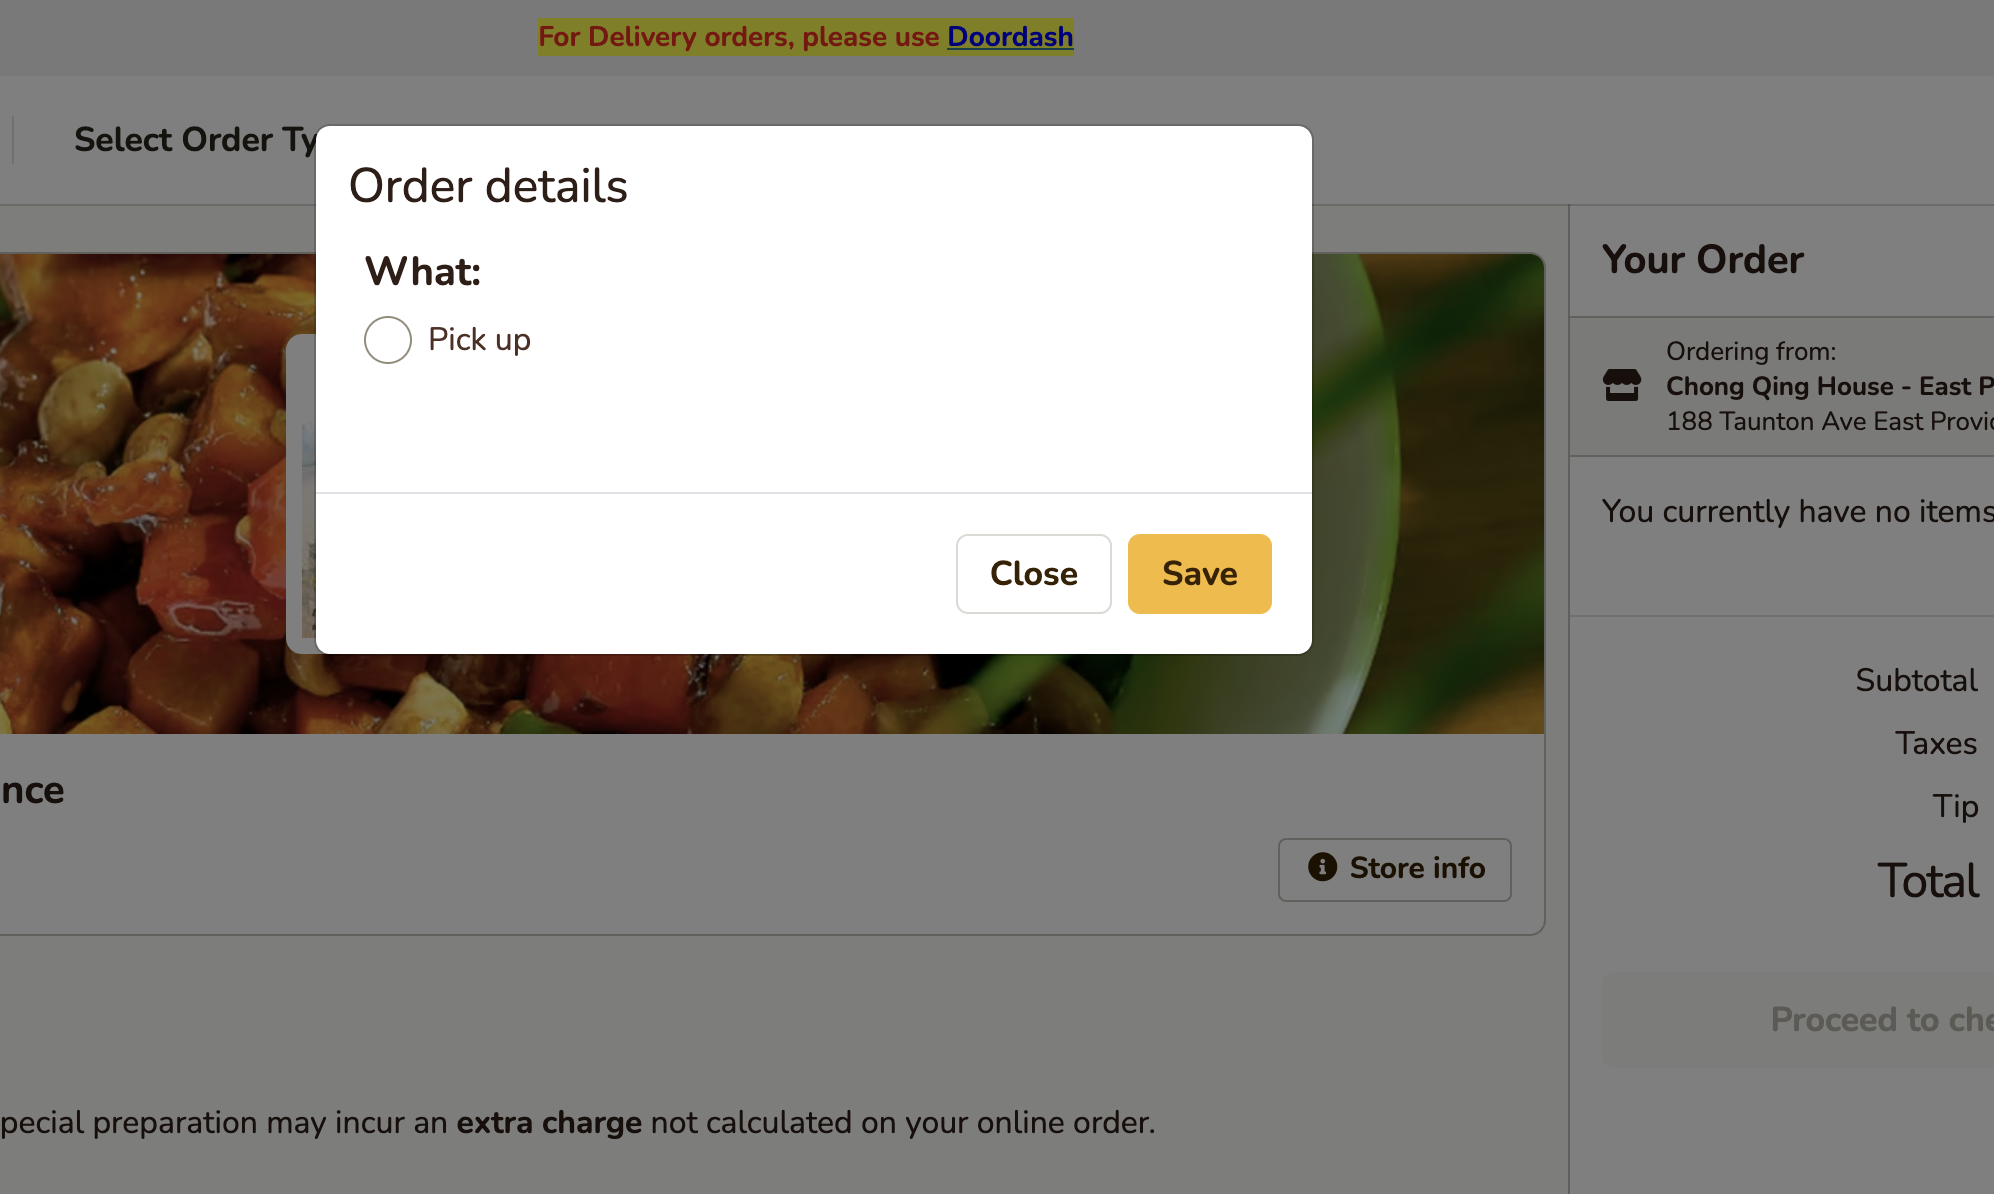 For Delivery orders, please use Doordash
Select Order Ty
Order details
What:
Pick up
Close
Save
Your Order
Ordering from:
Chong Qing House - East P
188 Taunton Ave East Provi
You currently have no items
Subtotal
Taxes
Tip
Total
Proceed to che
nce
Store info
pecial preparation may incur an extra charge not calculated on your online order.